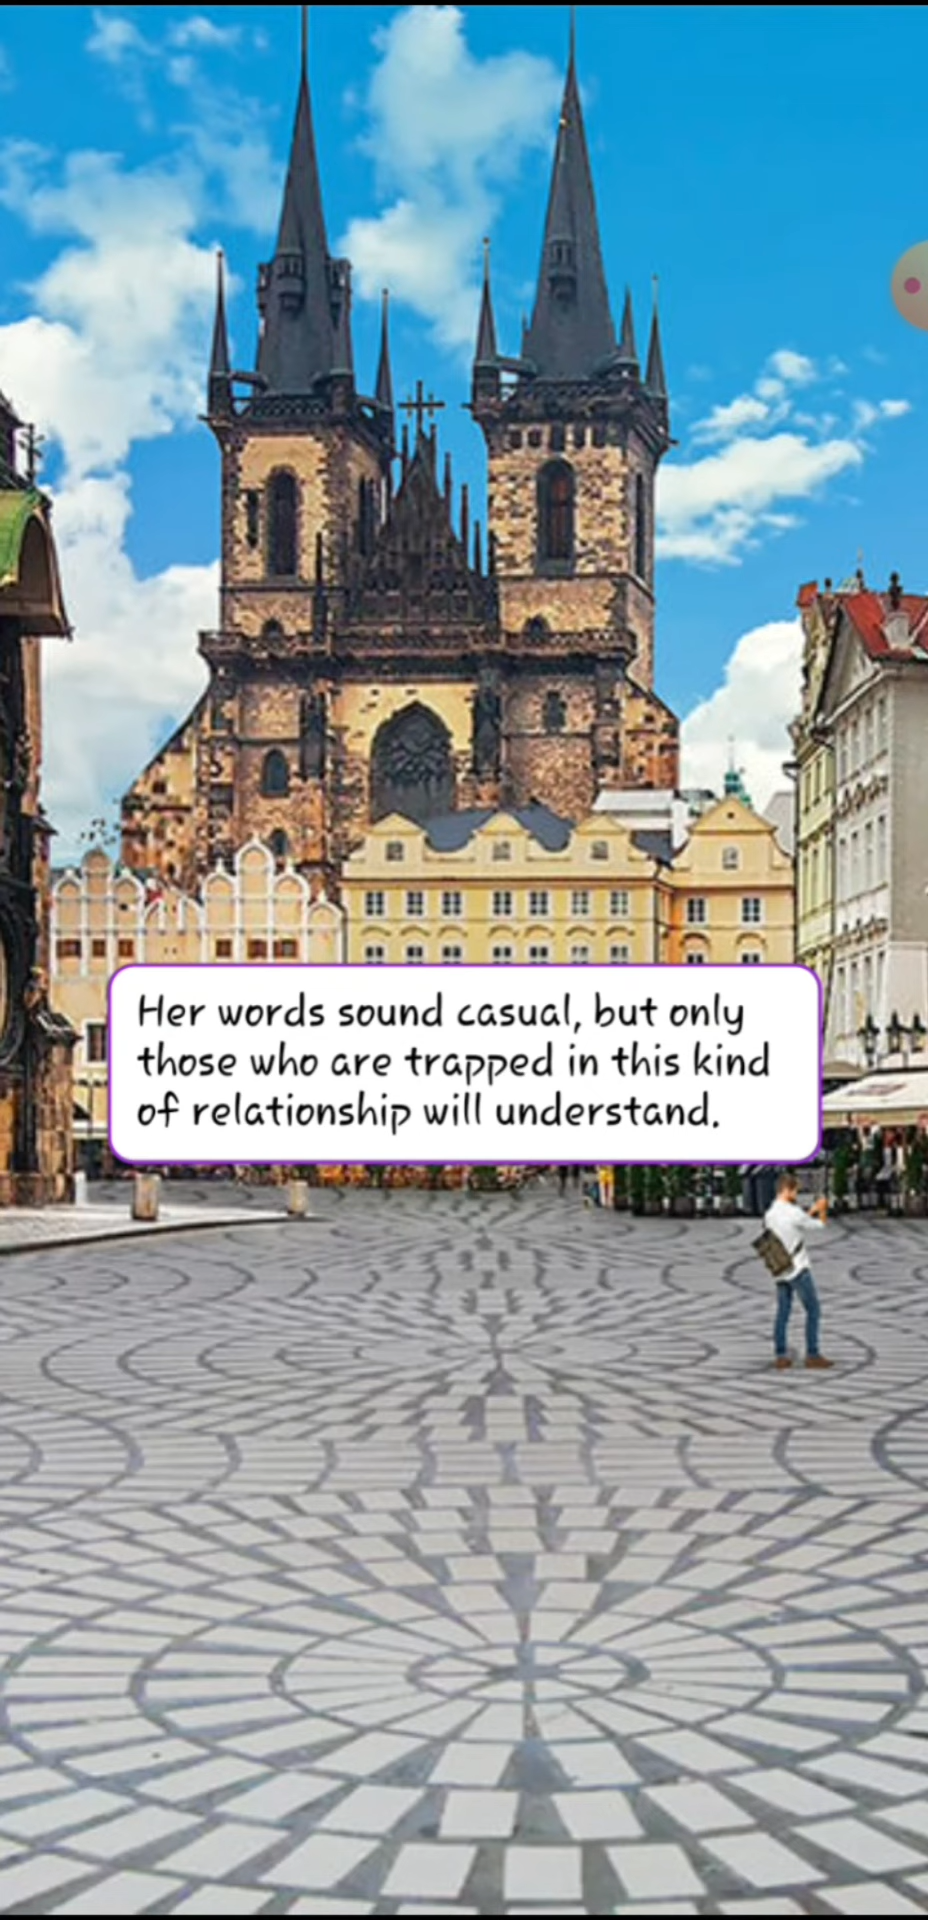 Her words sound casual, but only
those who are trapped in this kind
of relationship will understand.